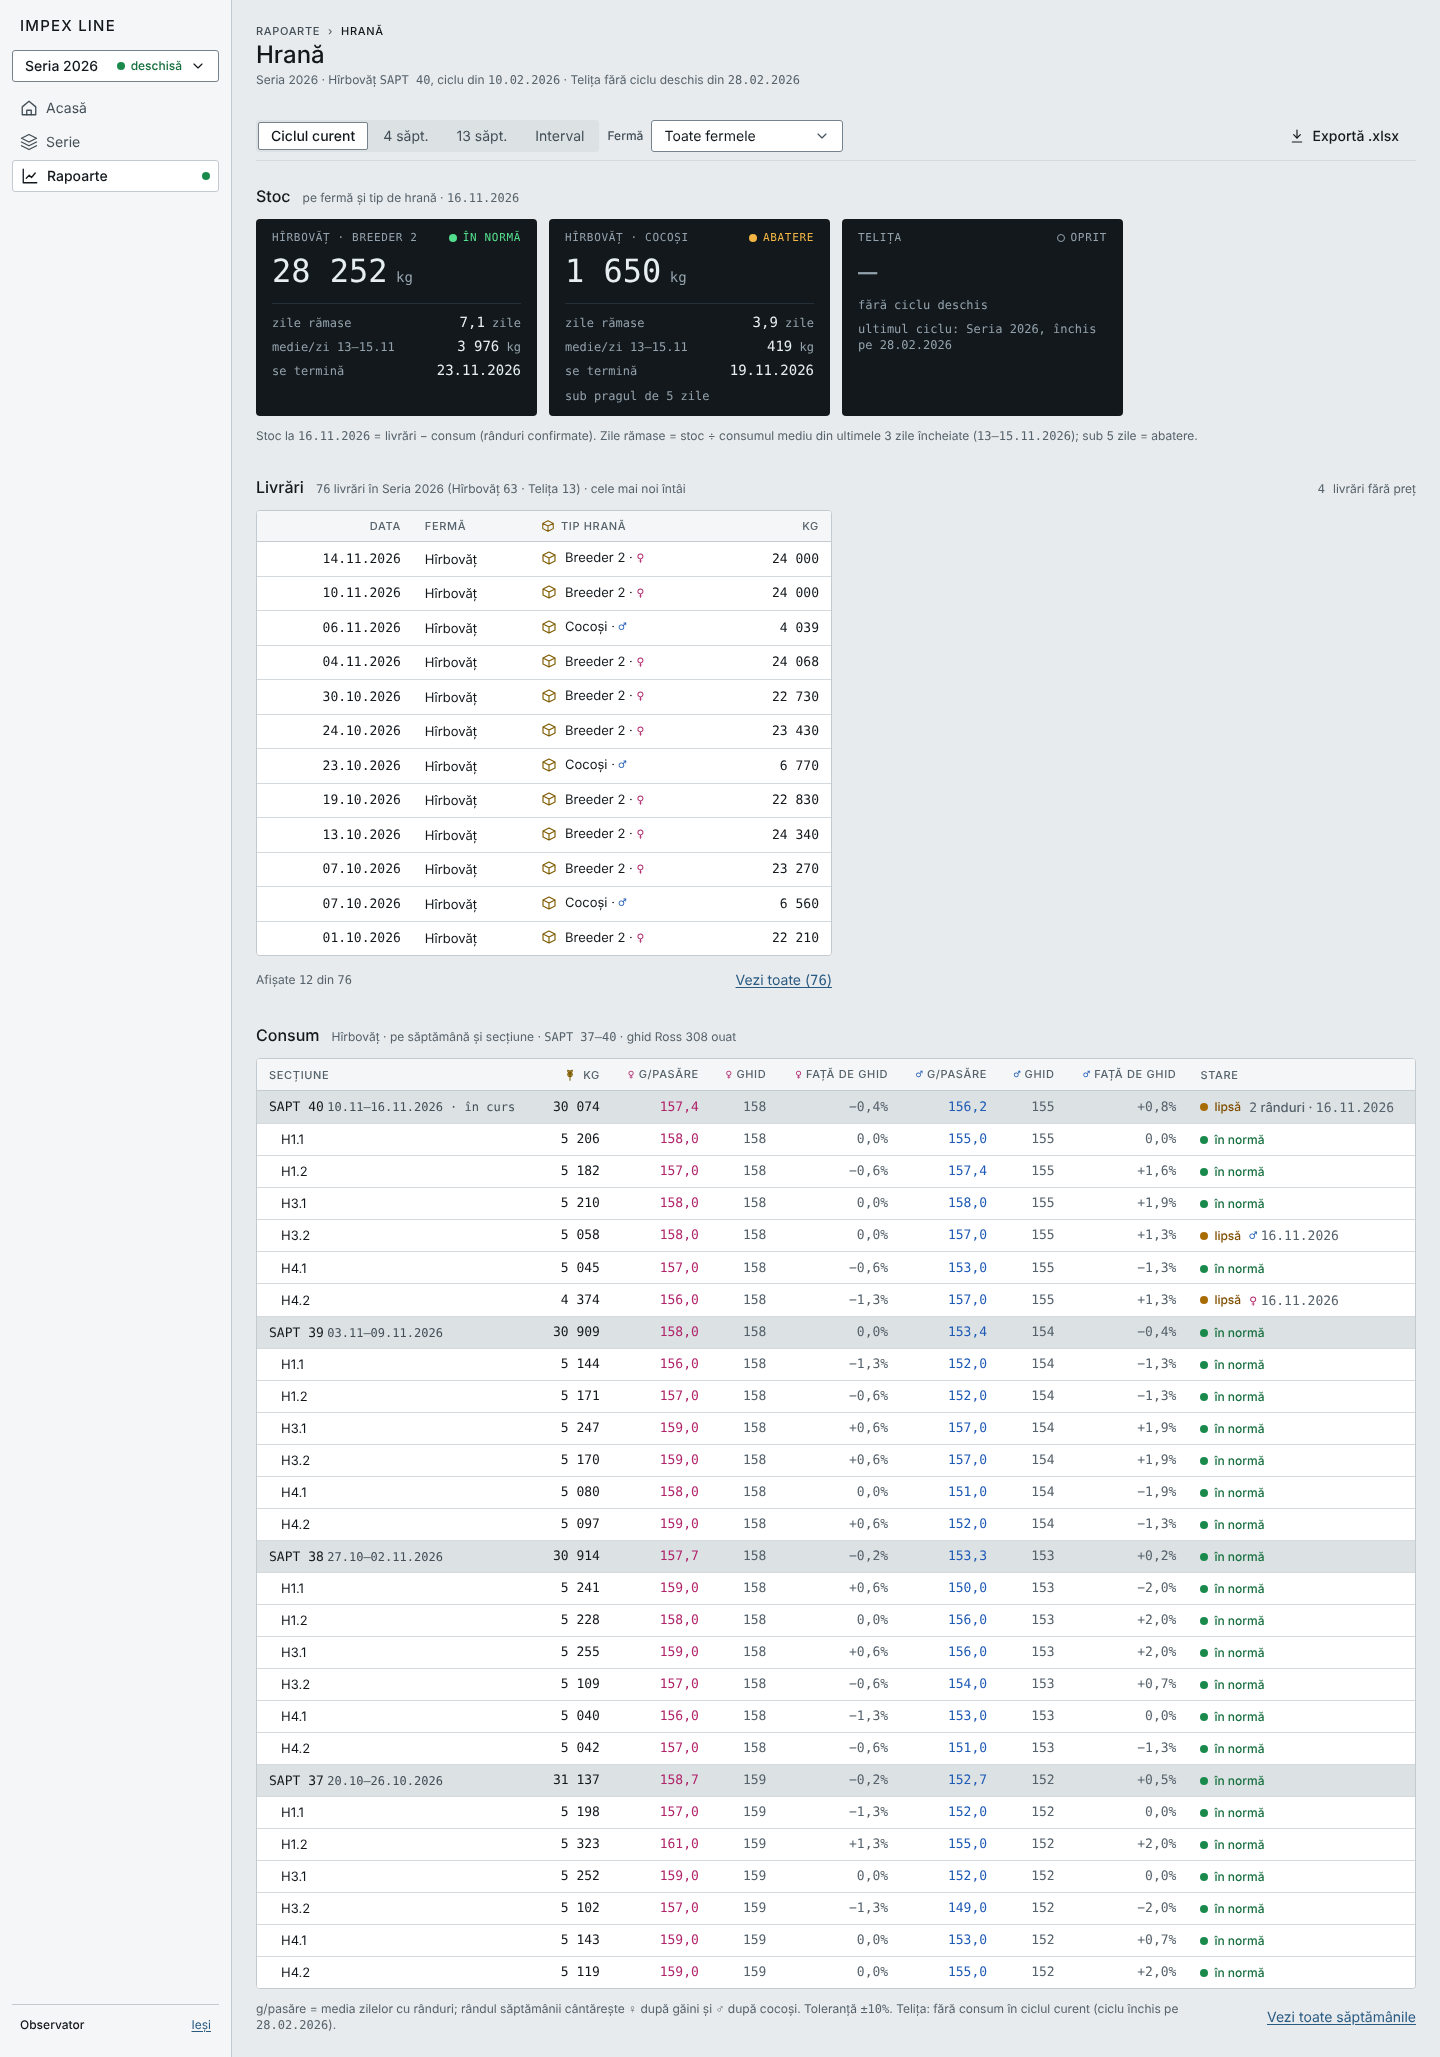 IMPEX LINE
Seria 2026 deschisă
Acasă
Serie
Rapoarte
Observator Ieși
RAPOARTE › HRANĂ
Hrană
Seria 2026 · Hîrbovăț SAPT 40, ciclu din 10.02.2026 · Telița fără ciclu deschis din 28.02.2026
Ciclul curent 4 săpt. 13 săpt. Interval Fermă Toate fermele Exportă .xlsx
Stoc pe fermă și tip de hrană · 16.11.2026
HÎRBOVĂȚ · BREEDER 2 ÎN NORMĂ
28 252 kg
zile rămase 7,1 zile
medie/zi 13–15.11 3 976 kg
se termină 23.11.2026
HÎRBOVĂȚ · COCOȘI ABATERE
1 650 kg
zile rămase 3,9 zile
medie/zi 13–15.11 419 kg
se termină 19.11.2026
sub pragul de 5 zile
TELIȚA OPRIT
—
fără ciclu deschis
ultimul ciclu: Seria 2026, închis
pe 28.02.2026
Stoc la 16.11.2026 = livrări − consum (rânduri confirmate). Zile rămase = stoc ÷ consumul mediu din ultimele 3 zile încheiate (13–15.11.2026); sub 5 zile = abatere.
Livrări 76 livrări în Seria 2026 (Hîrbovăț 63 · Telița 13) · cele mai noi întâi 4 livrări fără preț
DATA FERMĂ TIP HRANĂ KG
14.11.2026 Hîrbovăț Breeder 2 · ♀ 24 000
10.11.2026 Hîrbovăț Breeder 2 · ♀ 24 000
06.11.2026 Hîrbovăț Cocoși · ♂ 4 039
04.11.2026 Hîrbovăț Breeder 2 · ♀ 24 068
30.10.2026 Hîrbovăț Breeder 2 · ♀ 22 730
24.10.2026 Hîrbovăț Breeder 2 · ♀ 23 430
23.10.2026 Hîrbovăț Cocoși · ♂ 6 770
19.10.2026 Hîrbovăț Breeder 2 · ♀ 22 830
13.10.2026 Hîrbovăț Breeder 2 · ♀ 24 340
07.10.2026 Hîrbovăț Breeder 2 · ♀ 23 270
07.10.2026 Hîrbovăț Cocoși · ♂ 6 560
01.10.2026 Hîrbovăț Breeder 2 · ♀ 22 210
Afișate 12 din 76 Vezi toate (76)
Consum Hîrbovăț · pe săptămână și secțiune · SAPT 37–40 · ghid Ross 308 ouat
SECȚIUNE KG ♀ G/PASĂRE ♀ GHID ♀ FAȚĂ DE GHID ♂ G/PASĂRE ♂ GHID ♂ FAȚĂ DE GHID STARE
SAPT 40 10.11–16.11.2026 · în curs 30 074 157,4 158 −0,4% 156,2 155 +0,8% lipsă 2 rânduri · 16.11.2026
H1.1 5 206 158,0 158 0,0% 155,0 155 0,0% în normă
H1.2 5 182 157,0 158 −0,6% 157,4 155 +1,6% în normă
H3.1 5 210 158,0 158 0,0% 158,0 155 +1,9% în normă
H3.2 5 058 158,0 158 0,0% 157,0 155 +1,3% lipsă ♂ 16.11.2026
H4.1 5 045 157,0 158 −0,6% 153,0 155 −1,3% în normă
H4.2 4 374 156,0 158 −1,3% 157,0 155 +1,3% lipsă ♀ 16.11.2026
SAPT 39 03.11–09.11.2026 30 909 158,0 158 0,0% 153,4 154 −0,4% în normă
H1.1 5 144 156,0 158 −1,3% 152,0 154 −1,3% în normă
H1.2 5 171 157,0 158 −0,6% 152,0 154 −1,3% în normă
H3.1 5 247 159,0 158 +0,6% 157,0 154 +1,9% în normă
H3.2 5 170 159,0 158 +0,6% 157,0 154 +1,9% în normă
H4.1 5 080 158,0 158 0,0% 151,0 154 −1,9% în normă
H4.2 5 097 159,0 158 +0,6% 152,0 154 −1,3% în normă
SAPT 38 27.10–02.11.2026 30 914 157,7 158 −0,2% 153,3 153 +0,2% în normă
H1.1 5 241 159,0 158 +0,6% 150,0 153 −2,0% în normă
H1.2 5 228 158,0 158 0,0% 156,0 153 +2,0% în normă
H3.1 5 255 159,0 158 +0,6% 156,0 153 +2,0% în normă
H3.2 5 109 157,0 158 −0,6% 154,0 153 +0,7% în normă
H4.1 5 040 156,0 158 −1,3% 153,0 153 0,0% în normă
H4.2 5 042 157,0 158 −0,6% 151,0 153 −1,3% în normă
SAPT 37 20.10–26.10.2026 31 137 158,7 159 −0,2% 152,7 152 +0,5% în normă
H1.1 5 198 157,0 159 −1,3% 152,0 152 0,0% în normă
H1.2 5 323 161,0 159 +1,3% 155,0 152 +2,0% în normă
H3.1 5 252 159,0 159 0,0% 152,0 152 0,0% în normă
H3.2 5 102 157,0 159 −1,3% 149,0 152 −2,0% în normă
H4.1 5 143 159,0 159 0,0% 153,0 152 +0,7% în normă
H4.2 5 119 159,0 159 0,0% 155,0 152 +2,0% în normă
g/pasăre = media zilelor cu rânduri; rândul săptămânii cântărește ♀ după găini și ♂ după cocoși. Toleranță ±10%. Telița: fără consum în ciclul curent (ciclu închis pe
28.02.2026).
Vezi toate săptămânile